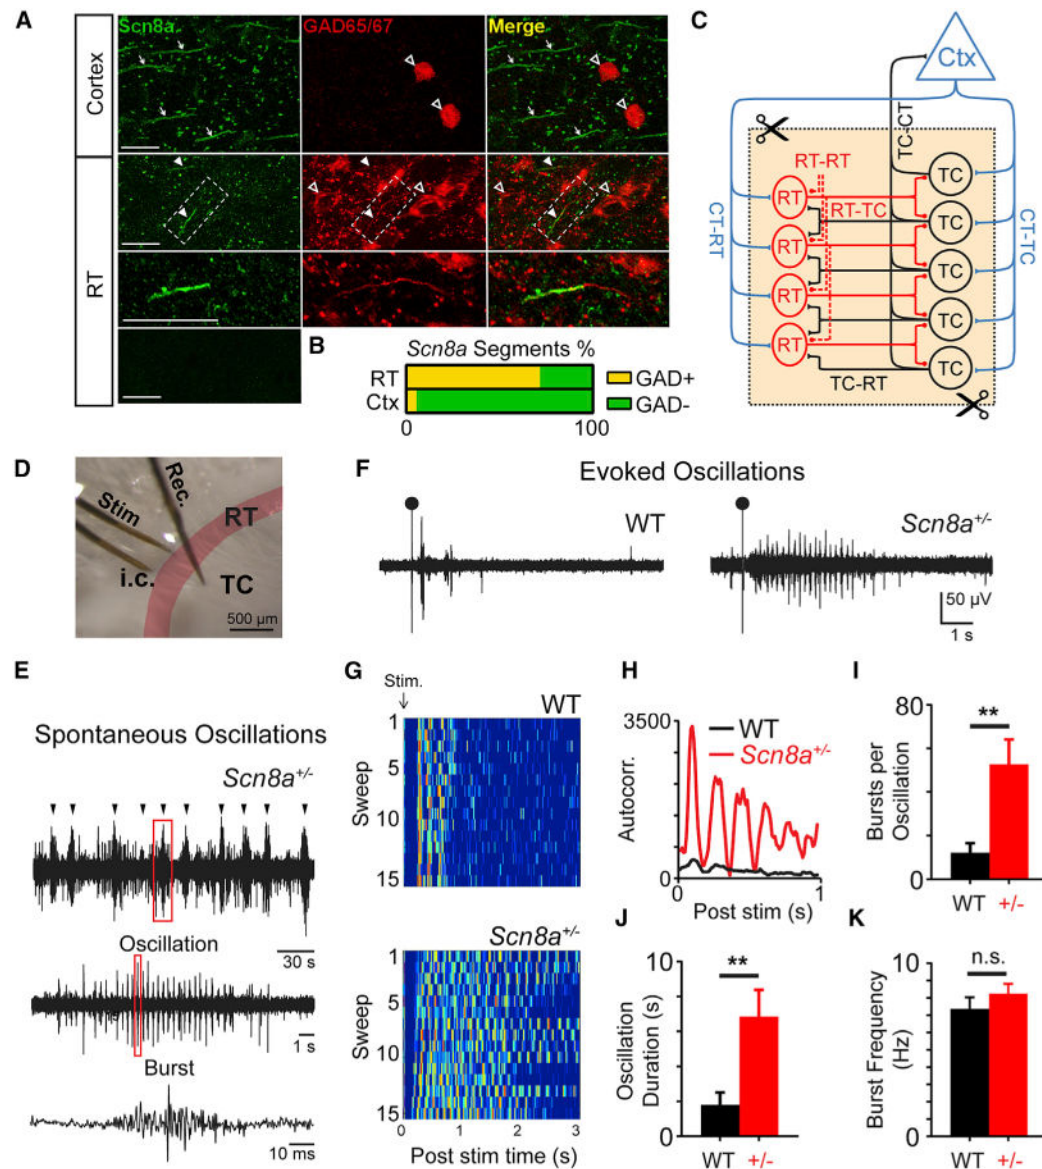 A
Scn8a
GAD65/67
Merge
Cortex
RT
B
Scn8a Segments %
RT
Ctx
0
100
GAD+
GAD-
C
Ctx
TC-CT
RT-RT
RT-TC
CT-RT
CT-TC
RT
RT
RT
RT
TC
TC
TC
TC
TC
TC-RT
D
Stim
Rec.
RT
i.c.
TC
500 µm
E
Spontaneous Oscillations
Scn8a+/-
30 s
Oscillation
1 s
Burst
10 ms
F
Evoked Oscillations
WT
Scn8a+/-
50 µV
1 s
G
Stim.
WT
1
5
10
15
Sweep
Scn8a+/-
1
5
10
15
Sweep
0 1 2 3
Post stim time (s)
H
3500
WT
Scn8a+/-
Autocorr.
0
0 1
Post stim (s)
I
80
**
Bursts per
Oscillation
0
WT +/-
J
10
**
Oscillation
Duration (s)
0
WT +/-
K
10
n.s.
Burst Frequency
(Hz)
0
WT +/-